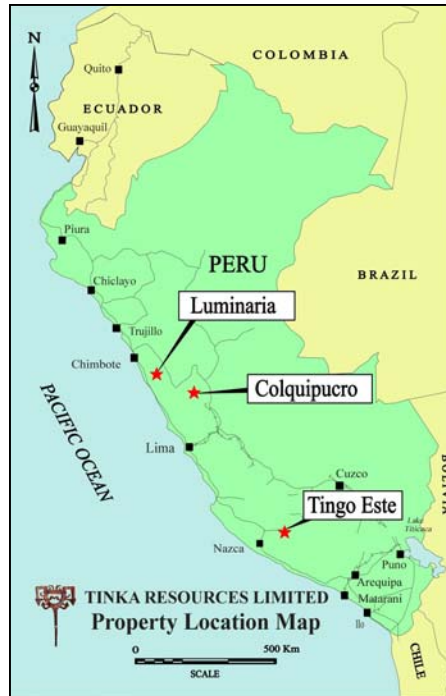 N
COLOMBIA
Quito
ECUADOR
Guayaquil
Piura
PERU
BRAZIL
Chiclayo
Luminaria
Trujillo
Chimbote
Colquipucro
PACIFIC OCEAN
Lima
BOLIVIA
Cuzco
Tingo Este
Lake
Titicaca
Nazca
Puno
Arequipa
Matarani
Ilo
TINKA RESOURCES LIMITED
Property Location Map
0 500 Km
SCALE
CHILE